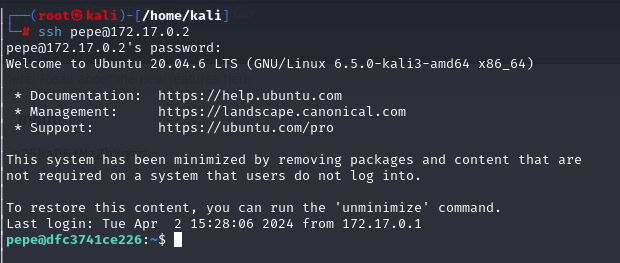 ┌──(root㉿kali)-[/home/kali]
└─# ssh pepe@172.17.0.2
pepe@172.17.0.2's password:
Welcome to Ubuntu 20.04.6 LTS (GNU/Linux 6.5.0-kali3-amd64 x86_64)
* Documentation:  https://help.ubuntu.com
* Management:     https://landscape.canonical.com
* Support:        https://ubuntu.com/pro
This system has been minimized by removing packages and content that are
not required on a system that users do not log into.
To restore this content, you can run the 'unminimize' command.
Last login: Tue Apr  2 15:28:06 2024 from 172.17.0.1
pepe@dfc3741ce226:~$